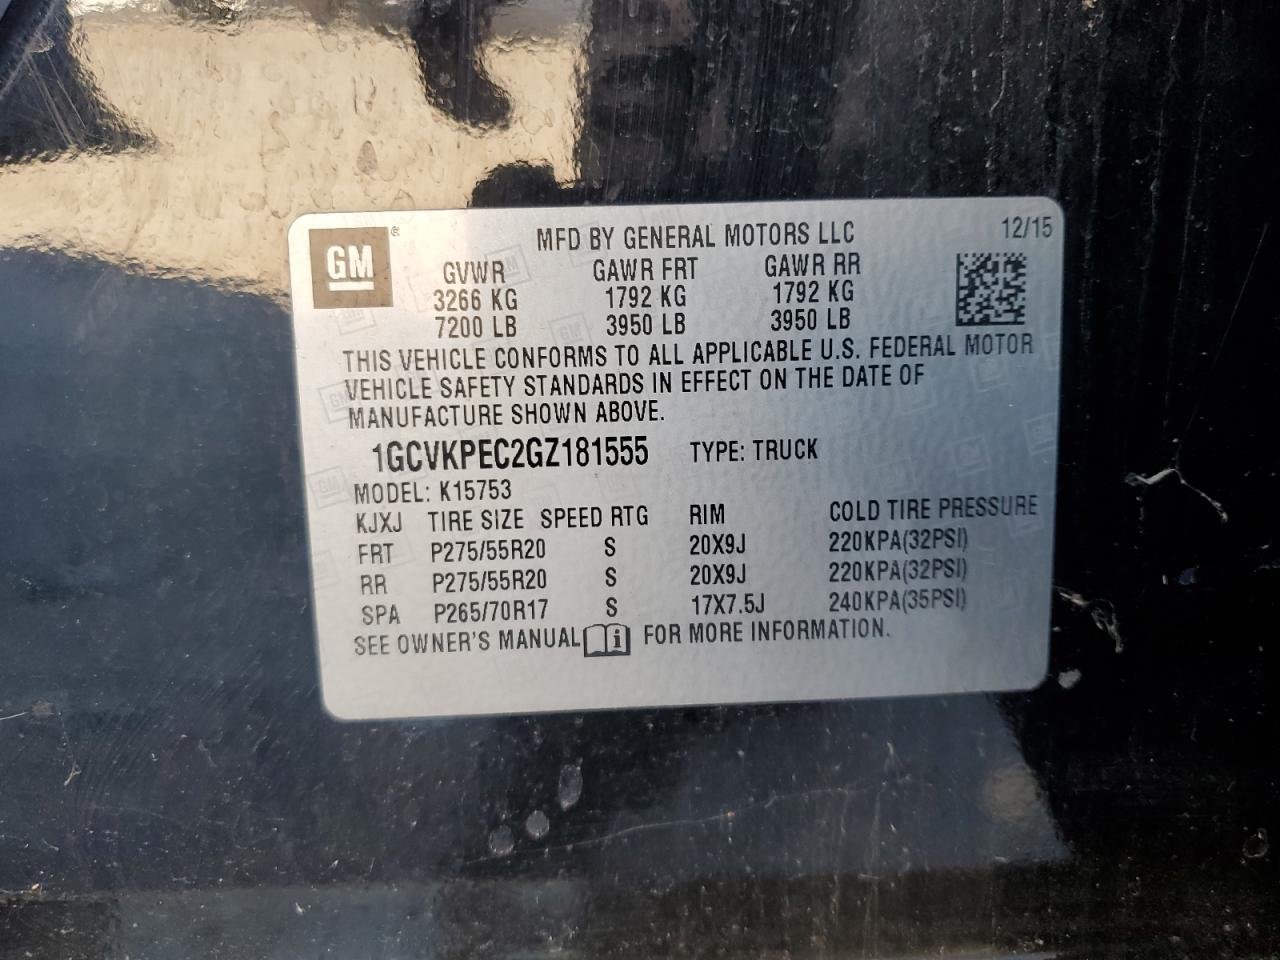 GM ®
MFD BY GENERAL MOTORS LLC 12/15
GVWR GAWR FRT GAWR RR
3266 KG 1792 KG 1792 KG
7200 LB 3950 LB 3950 LB
THIS VEHICLE CONFORMS TO ALL APPLICABLE U.S. FEDERAL MOTOR
VEHICLE SAFETY STANDARDS IN EFFECT ON THE DATE OF
MANUFACTURE SHOWN ABOVE.
1GCVKPEC2GZ181555 TYPE: TRUCK
MODEL: K15753
KJXJ TIRE SIZE SPEED RTG RIM COLD TIRE PRESSURE
FRT P275/55R20 S 20X9J 220KPA(32PSI)
RR P275/55R20 S 20X9J 220KPA(32PSI)
SPA P265/70R17 S 17X7.5J 240KPA(35PSI)
SEE OWNER'S MANUAL FOR MORE INFORMATION.